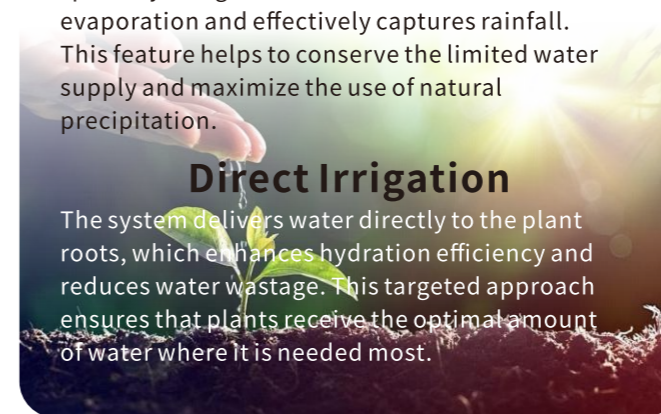 evaporation and effectively captures rainfall.
This feature helps to conserve the limited water
supply and maximize the use of natural
precipitation.
Direct Irrigation
The system delivers water directly to the plant
roots, which enhances hydration efficiency and
reduces water wastage. This targeted approach
ensures that plants receive the optimal amount
of water where it is needed most.